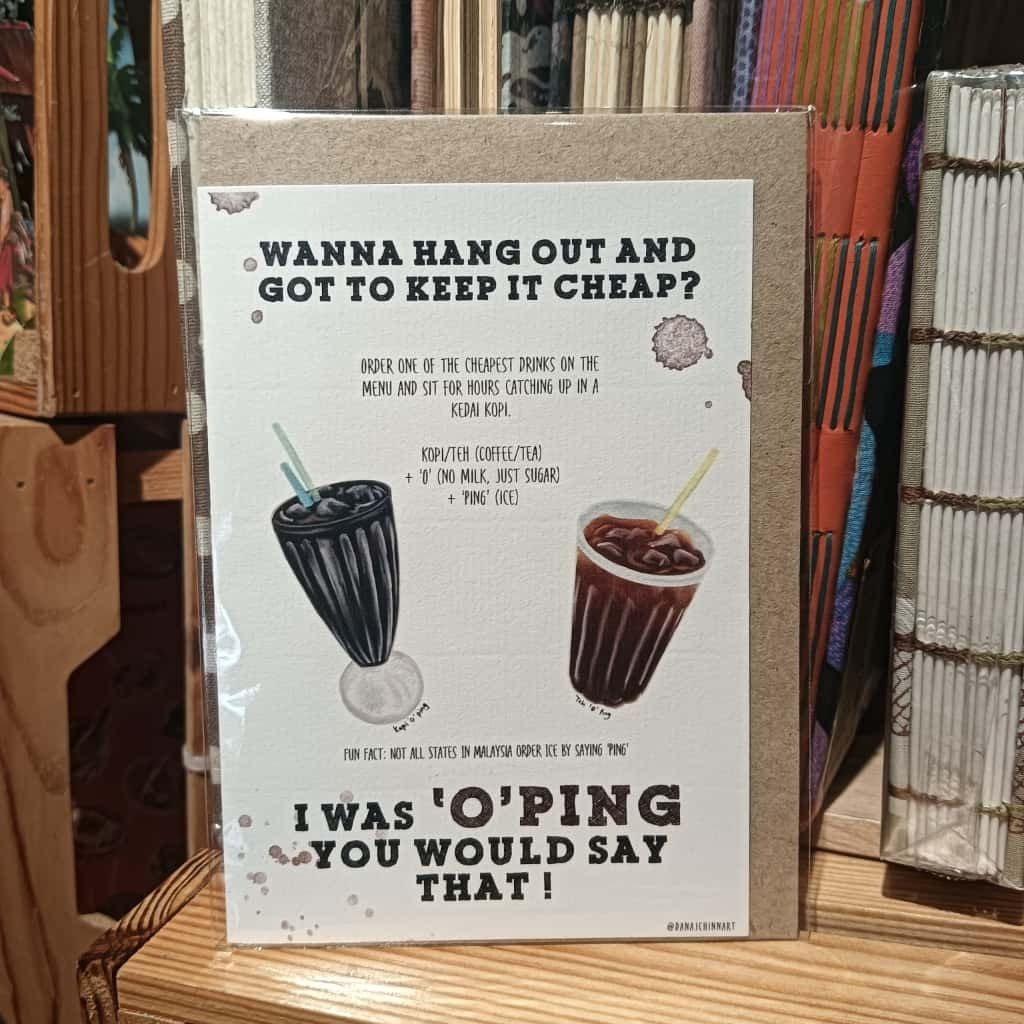 WANNA HANG OUT AND
GOT TO KEEP IT CHEAP?
ORDER ONE OF THE CHEAPEST DRINKS ON THE
MENU AND SIT FOR HOURS CATCHING UP IN A
KEDAI KOPI.
KOPI/TEH (COFFEE/TEA)
+ 'O' (NO MILK, JUST SUGAR)
+ 'PING' (ICE)
Kopi 'O' Ping
Teh 'O' Ping
FUN FACT: NOT ALL STATES IN MALAYSIA ORDER ICE BY SAYING 'PING'
I WAS 'O'PING
YOU WOULD SAY
THAT !
@DANAJCHINNART